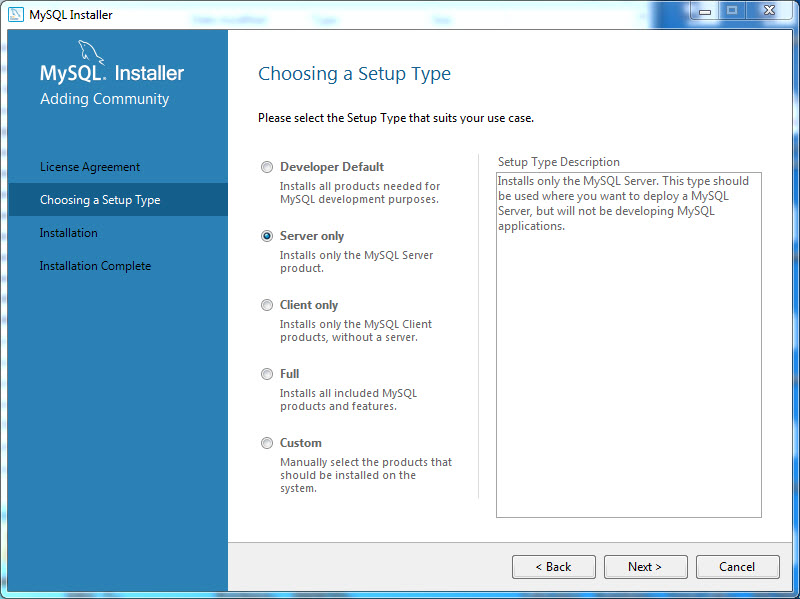 MySQL Installer
MySQL. Installer
Adding Community
License Agreement
Choosing a Setup Type
Installation
Installation Complete
Choosing a Setup Type
Please select the Setup Type that suits your use case.
Developer Default
Installs all products needed for
MySQL development purposes.
Server only
Installs only the MySQL Server
product.
Client only
Installs only the MySQL Client
products, without a server.
Full
Installs all included MySQL
products and features.
Custom
Manually select the products that
should be installed on the
system.
Setup Type Description
Installs only the MySQL Server. This type should
be used where you want to deploy a MySQL
Server, but will not be developing MySQL
applications.
< Back
Next >
Cancel